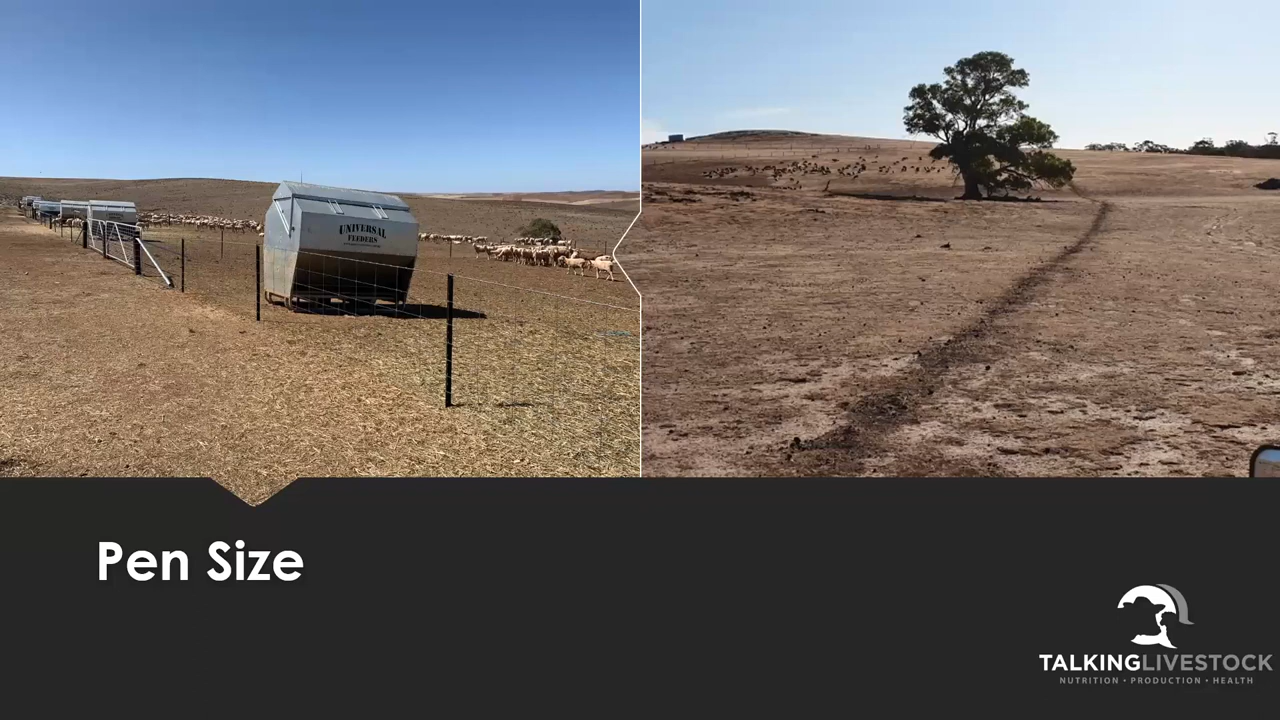 UNIVERSAL
FEEDERS
Pen Size
TALKINGLIVESTOCK
NUTRITION • PRODUCTION • HEALTH